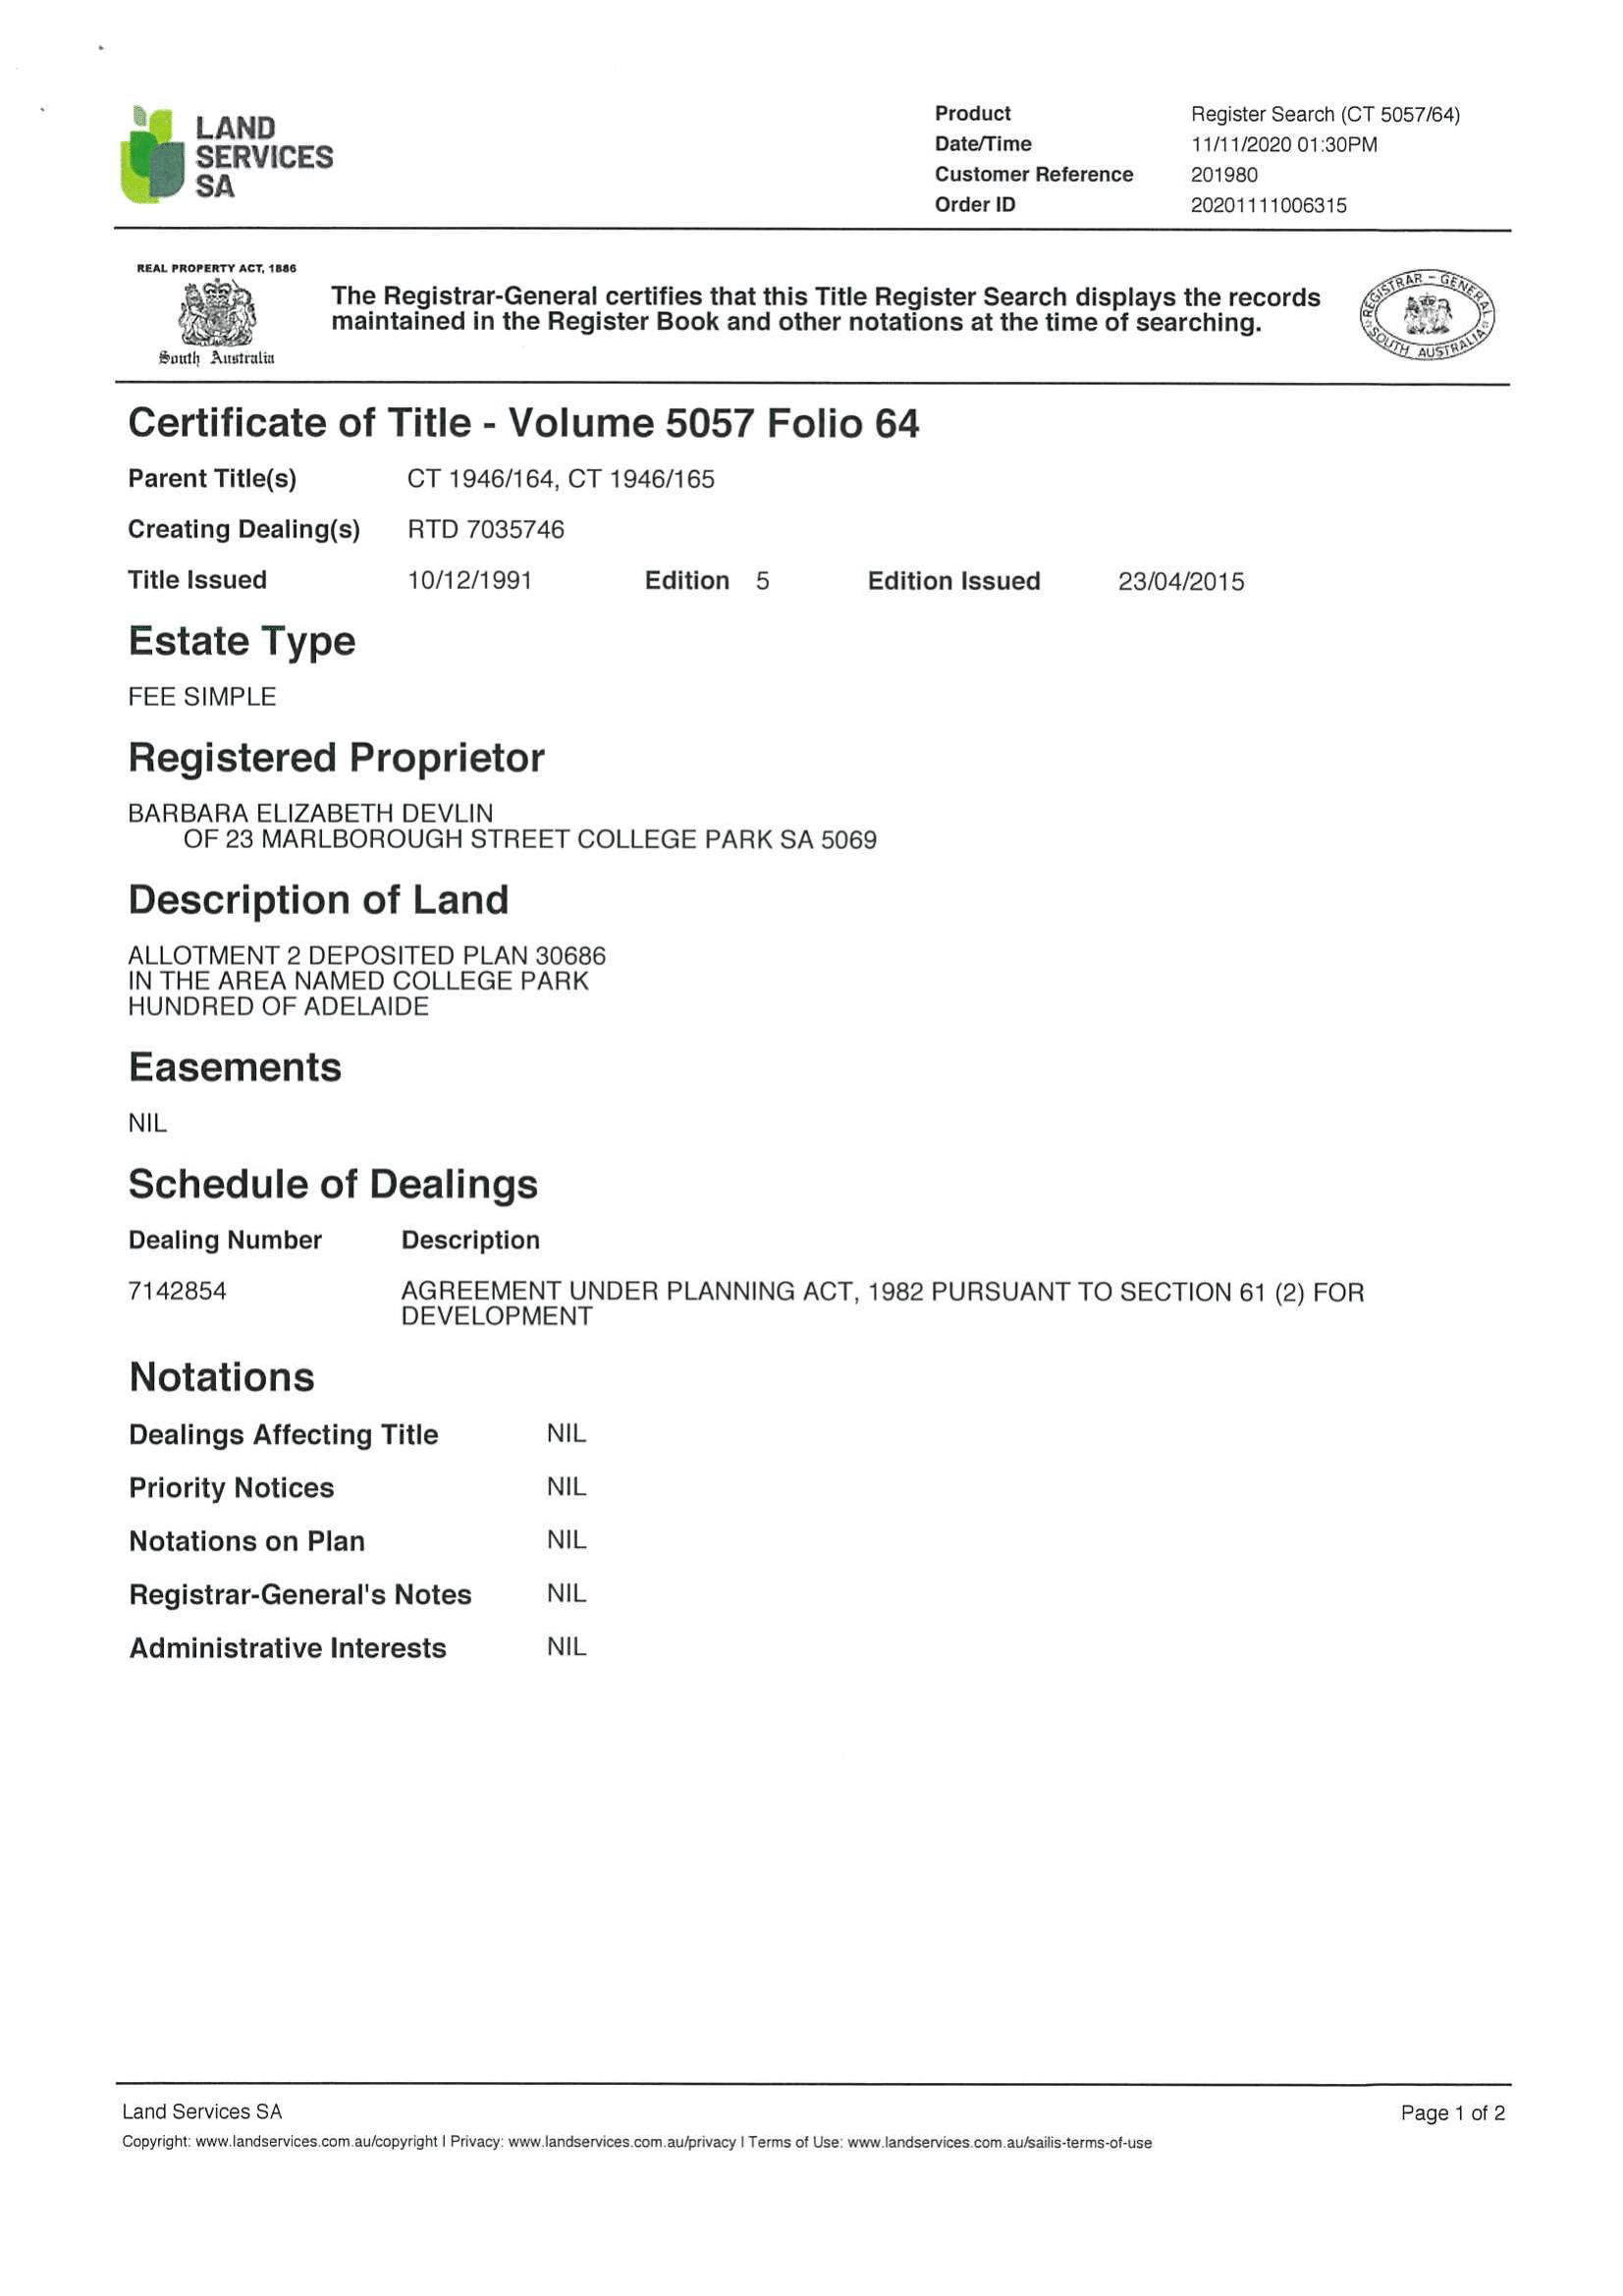 LAND
SERVICES
SA
Product Register Search (CT 5057/64)
Date/Time 11/11/2020 01:30PM
Customer Reference 201980
Order ID 20201111006315
REAL PROPERTY ACT, 1886
South Australia
The Registrar-General certifies that this Title Register Search displays the records
maintained in the Register Book and other notations at the time of searching.
REGISTRAR - GENERAL
SOUTH AUSTRALIA
Certificate of Title - Volume 5057 Folio 64
Parent Title(s) CT 1946/164, CT 1946/165
Creating Dealing(s) RTD 7035746
Title Issued 10/12/1991 Edition 5 Edition Issued 23/04/2015
Estate Type
FEE SIMPLE
Registered Proprietor
BARBARA ELIZABETH DEVLIN
OF 23 MARLBOROUGH STREET COLLEGE PARK SA 5069
Description of Land
ALLOTMENT 2 DEPOSITED PLAN 30686
IN THE AREA NAMED COLLEGE PARK
HUNDRED OF ADELAIDE
Easements
NIL
Schedule of Dealings
Dealing Number Description
7142854 AGREEMENT UNDER PLANNING ACT, 1982 PURSUANT TO SECTION 61 (2) FOR
DEVELOPMENT
Notations
Dealings Affecting Title NIL
Priority Notices NIL
Notations on Plan NIL
Registrar-General's Notes NIL
Administrative Interests NIL
Land Services SA Page 1 of 2
Copyright: www.landservices.com.au/copyright | Privacy: www.landservices.com.au/privacy | Terms of Use: www.landservices.com.au/sailis-terms-of-use